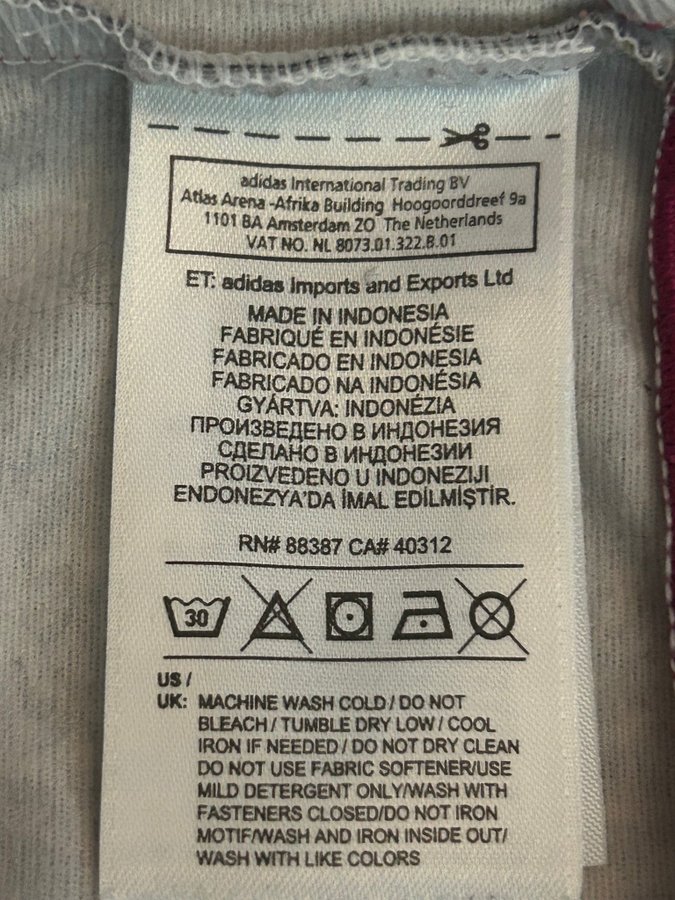 adidas International Trading BV
Atlas Arena -Afrika Building Hoogoorddreef 9a
1101 BA Amsterdam ZO The Netherlands
VAT NO. NL 8073.01.322.B.01
ET: adidas Imports and Exports Ltd
MADE IN INDONESIA
FABRIQUÉ EN INDONÉSIE
FABRICADO EN INDONESIA
FABRICADO NA INDONÉSIA
GYÁRTVA: INDONÉZIA
ПРОИЗВЕДЕНО В ИНДОНЕЗИЯ
СДЕЛАНО В ИНДОНЕЗИИ
PROIZVEDENO U INDONEZIJI
ENDONEZYA'DA İMAL EDİLMİŞTİR.
RN# 88387 CA# 40312
30
US /
UK: MACHINE WASH COLD / DO NOT
BLEACH / TUMBLE DRY LOW / COOL
IRON IF NEEDED / DO NOT DRY CLEAN
DO NOT USE FABRIC SOFTENER/USE
MILD DETERGENT ONLY/WASH WITH
FASTENERS CLOSED/DO NOT IRON
MOTIF/WASH AND IRON INSIDE OUT/
WASH WITH LIKE COLORS